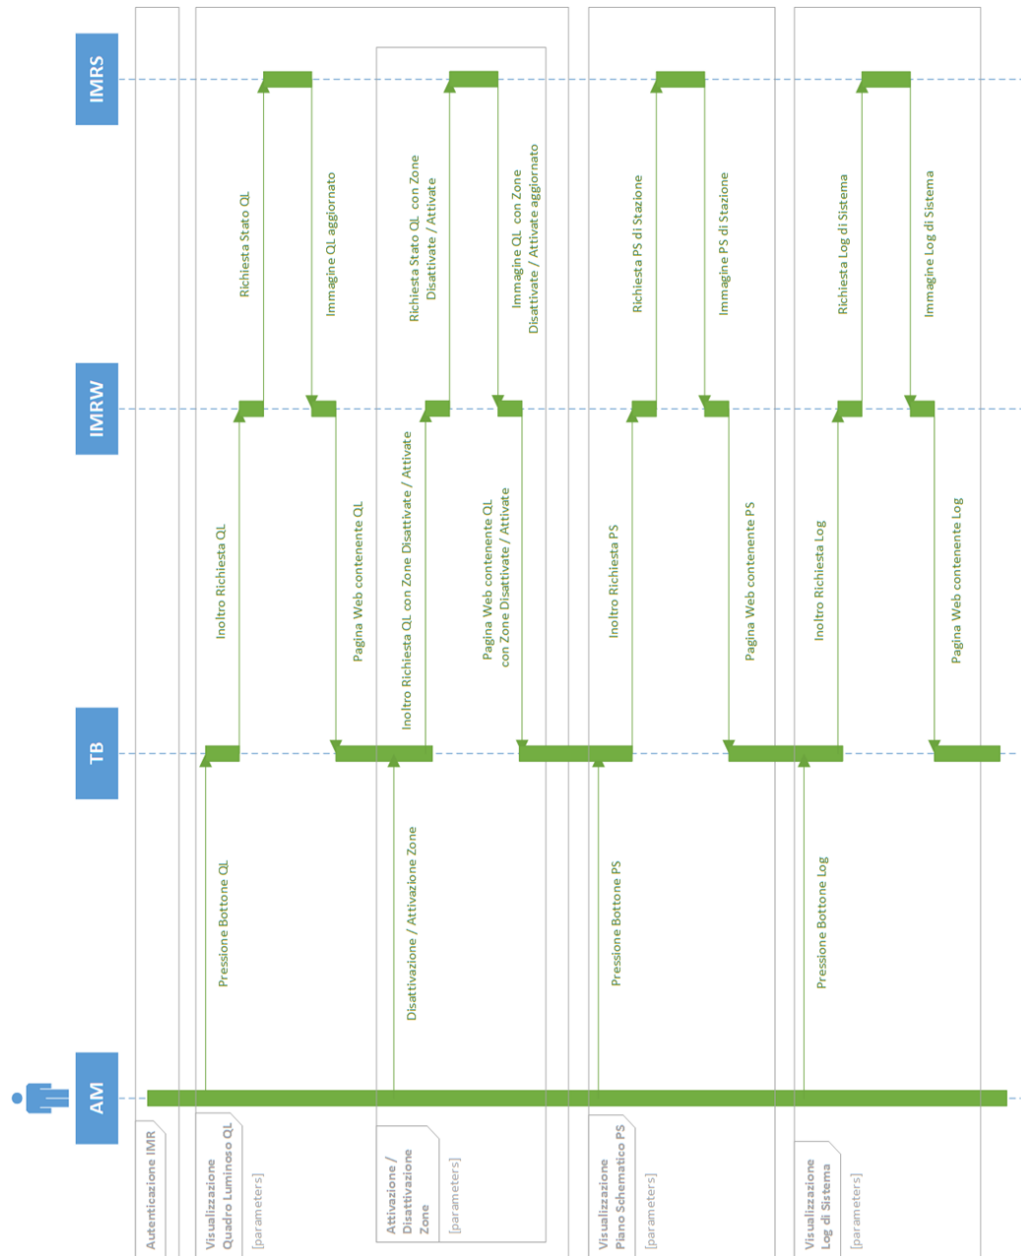 AM
TB
IMRW
IMRS
Autenticazione IMR
Visualizzazione
Quadro Luminoso QL
[parameters]
Pressione Bottone QL
Inoltro Richiesta QL
Richiesta Stato QL
Immagine QL aggiornato
Pagina Web contenente QL
Attivazione /
Disattivazione
Zone
[parameters]
Disattivazione / Attivazione Zone
Inoltro Richiesta QL con Zone Disattivate / Attivate
Richiesta Stato QL con Zone
Disattivate / Attivate
Immagine QL con Zone
Disattivate / Attivate aggiornato
Pagina Web contenente QL
con Zone Disattivate / Attivate
Visualizzazione
Piano Schematico PS
[parameters]
Pressione Bottone PS
Inoltro Richiesta PS
Richiesta PS di Stazione
Immagine PS di Stazione
Pagina Web contenente PS
Visualizzazione
Log di Sistema
[parameters]
Pressione Bottone Log
Inoltro Richiesta Log
Richiesta Log di Sistema
Immagine Log di Sistema
Pagina Web contenente Log